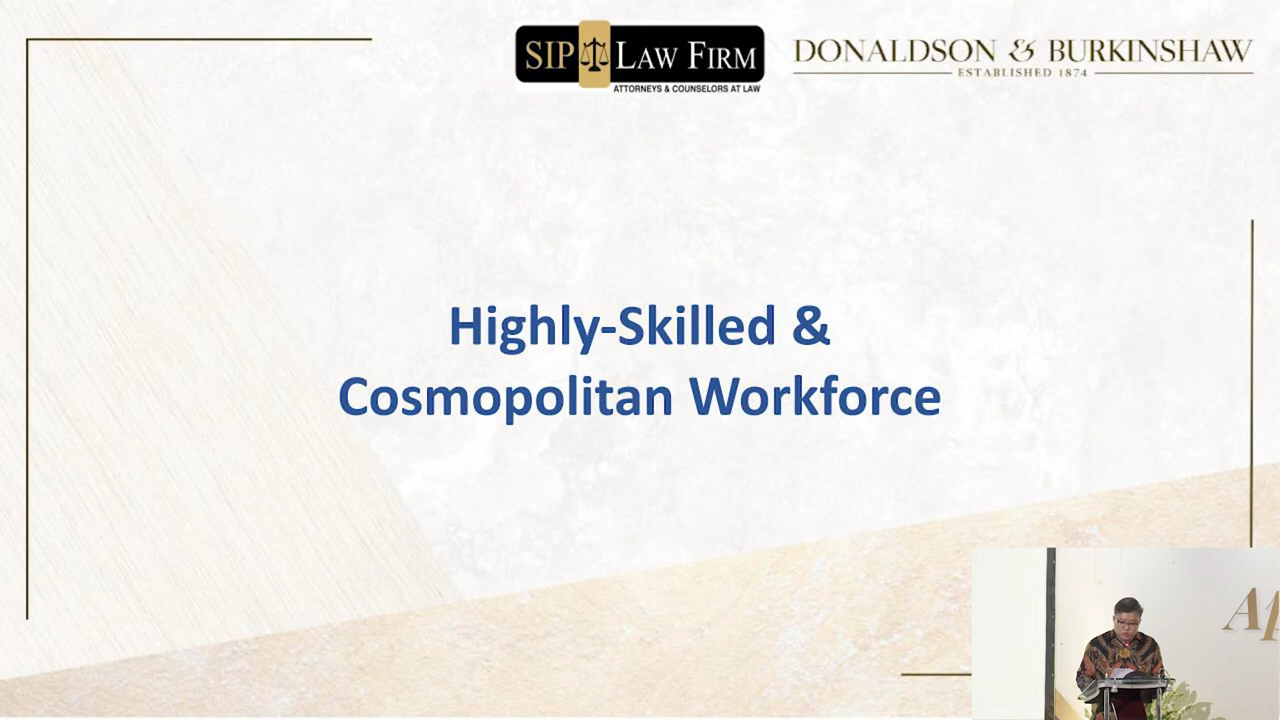 SIP LAW FIRM
ATTORNEYS & COUNSELORS AT LAW
DONALDSON & BURKINSHAW
ESTABLISHED 1874
Highly-Skilled &
Cosmopolitan Workforce